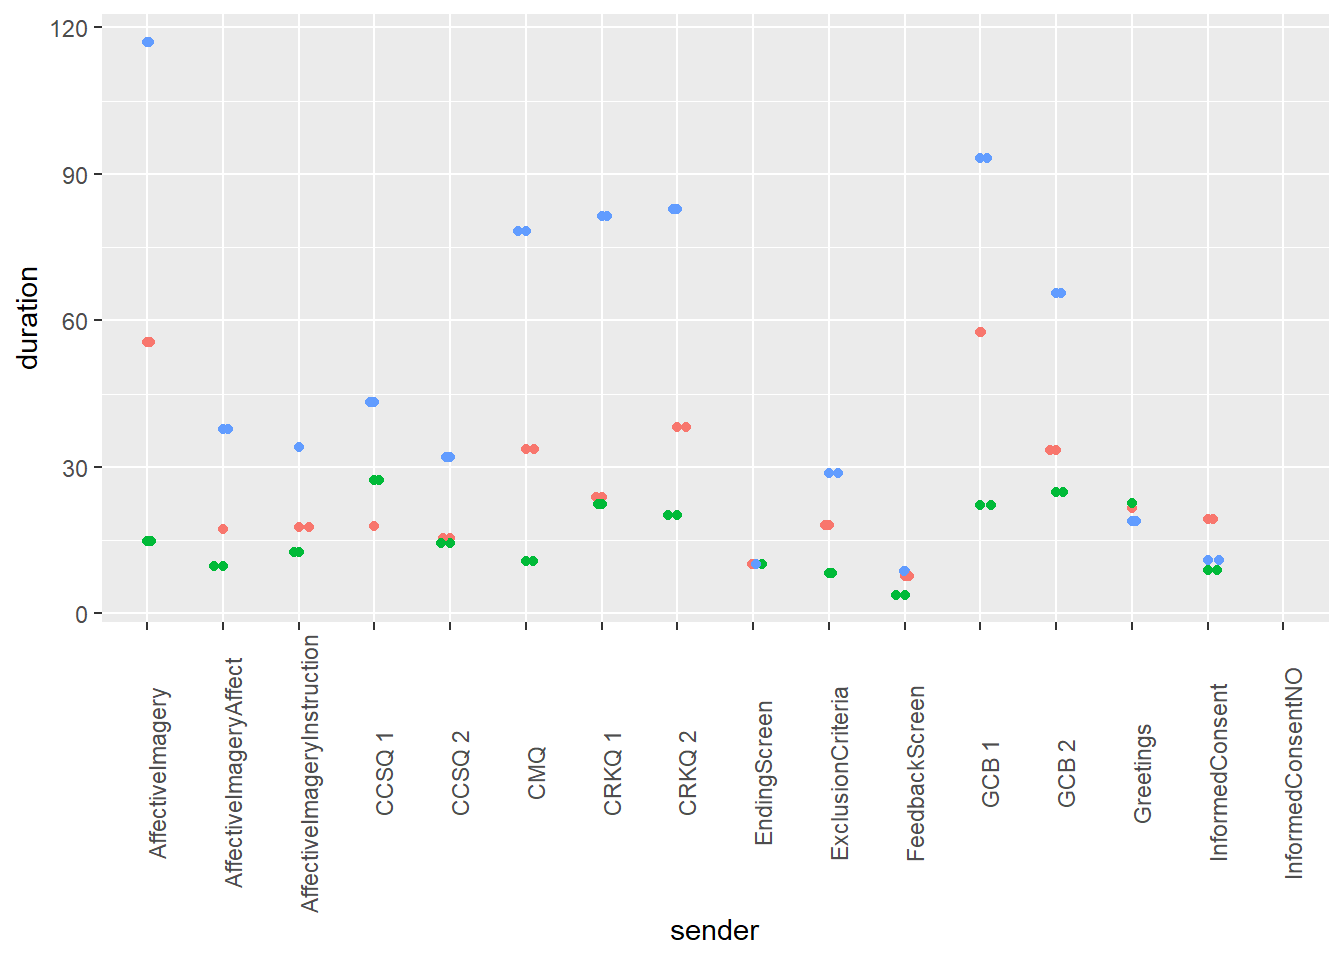 120
90
60
30
0
duration
AffectiveImagery
AffectiveImageryAffect
AffectiveImageryInstruction
CCSQ 1
CCSQ 2
CMQ
CRKQ 1
CRKQ 2
EndingScreen
ExclusionCriteria
FeedbackScreen
GCB 1
GCB 2
Greetings
InformedConsent
InformedConsentNO
sender